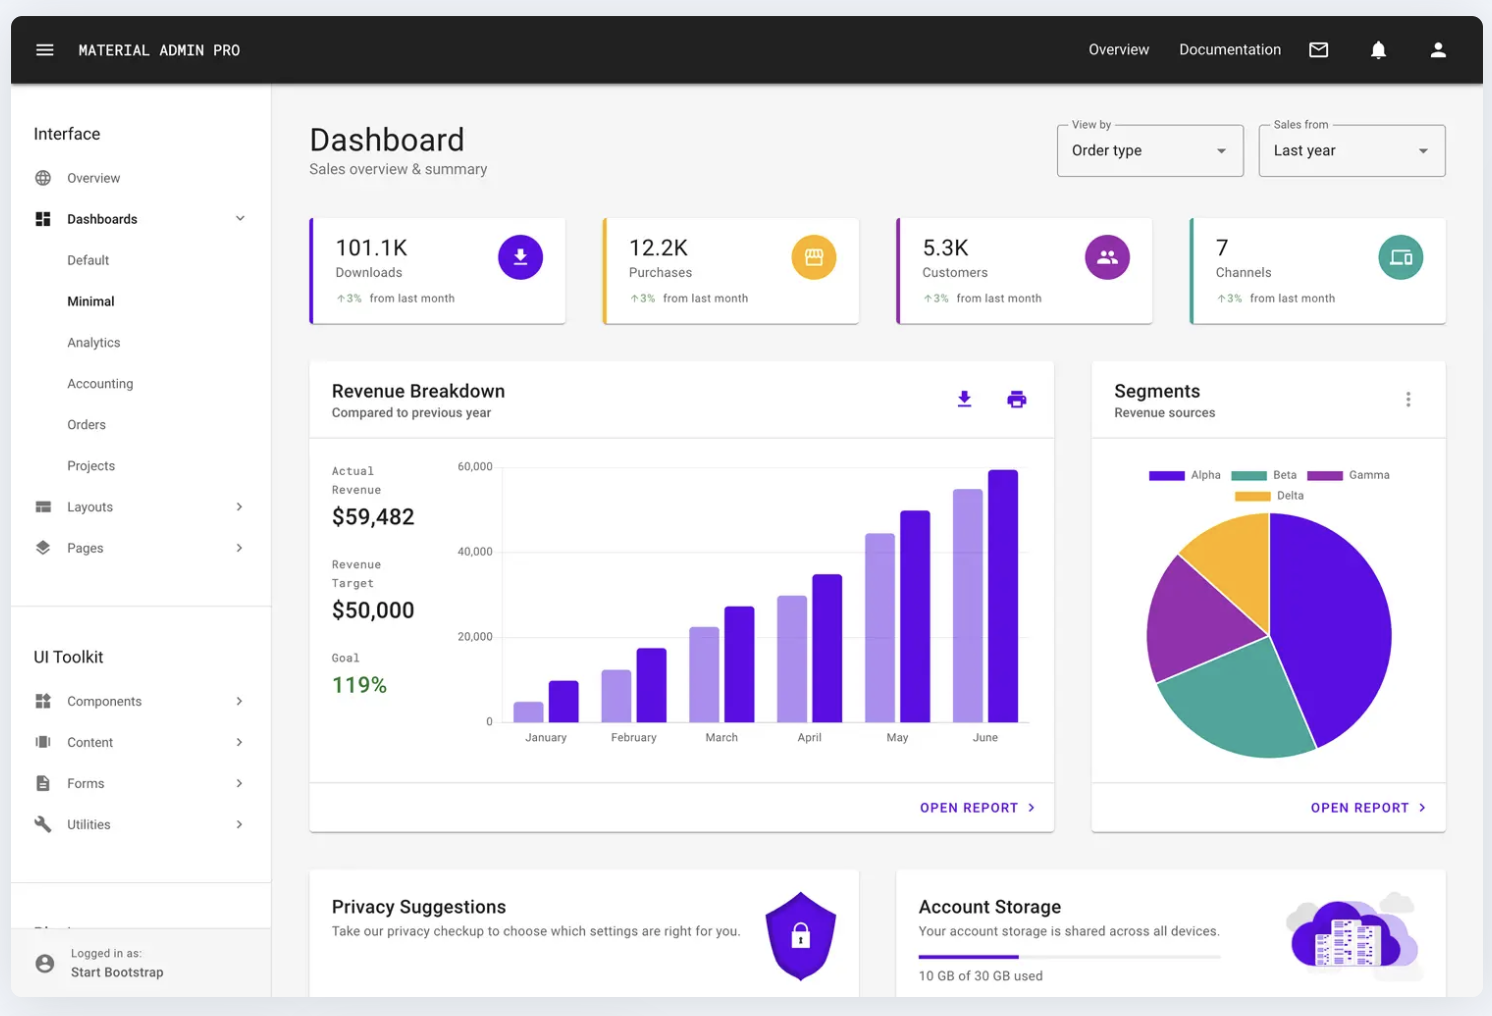 MATERIAL ADMIN PRO
Overview
Documentation
Interface
Overview
Dashboards
Default
Minimal
Analytics
Accounting
Orders
Projects
Layouts
Pages
UI Toolkit
Components
Content
Forms
Utilities
Logged in as:
Start Bootstrap
Dashboard
Sales overview & summary
View by
Order type
Sales from
Last year
101.1K
Downloads
3% from last month
12.2K
Purchases
3% from last month
5.3K
Customers
3% from last month
7
Channels
3% from last month
Revenue Breakdown
Compared to previous year
Actual
Revenue
$59,482
Revenue
Target
$50,000
Goal
119%
60,000
40,000
20,000
0
January
February
March
April
May
June
OPEN REPORT
Segments
Revenue sources
Alpha
Beta
Gamma
Delta
OPEN REPORT
Privacy Suggestions
Take our privacy checkup to choose which settings are right for you.
Account Storage
Your account storage is shared across all devices.
10 GB of 30 GB used